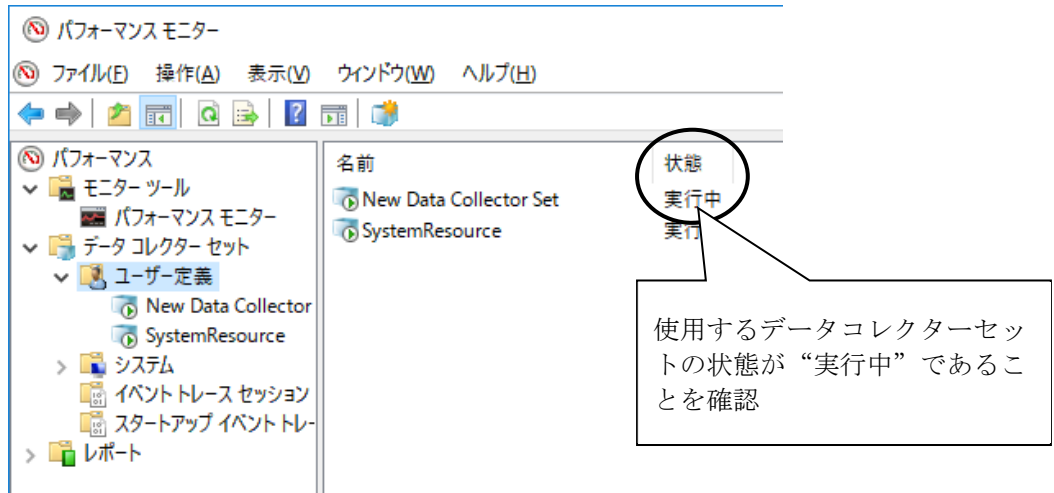 パフォーマンス モニター
ファイル(F) 操作(A) 表示(V) ウィンドウ(W) ヘルプ(H)
パフォーマンス
モニター ツール
パフォーマンス モニター
データ コレクター セット
ユーザー定義
New Data Collector
SystemResource
システム
イベント トレース セッション
スタートアップ イベント トレ-
レポート
名前 状態
New Data Collector Set 実行中
SystemResource 実行
使用するデータコレクターセッ
トの状態が“実行中”であるこ
とを確認